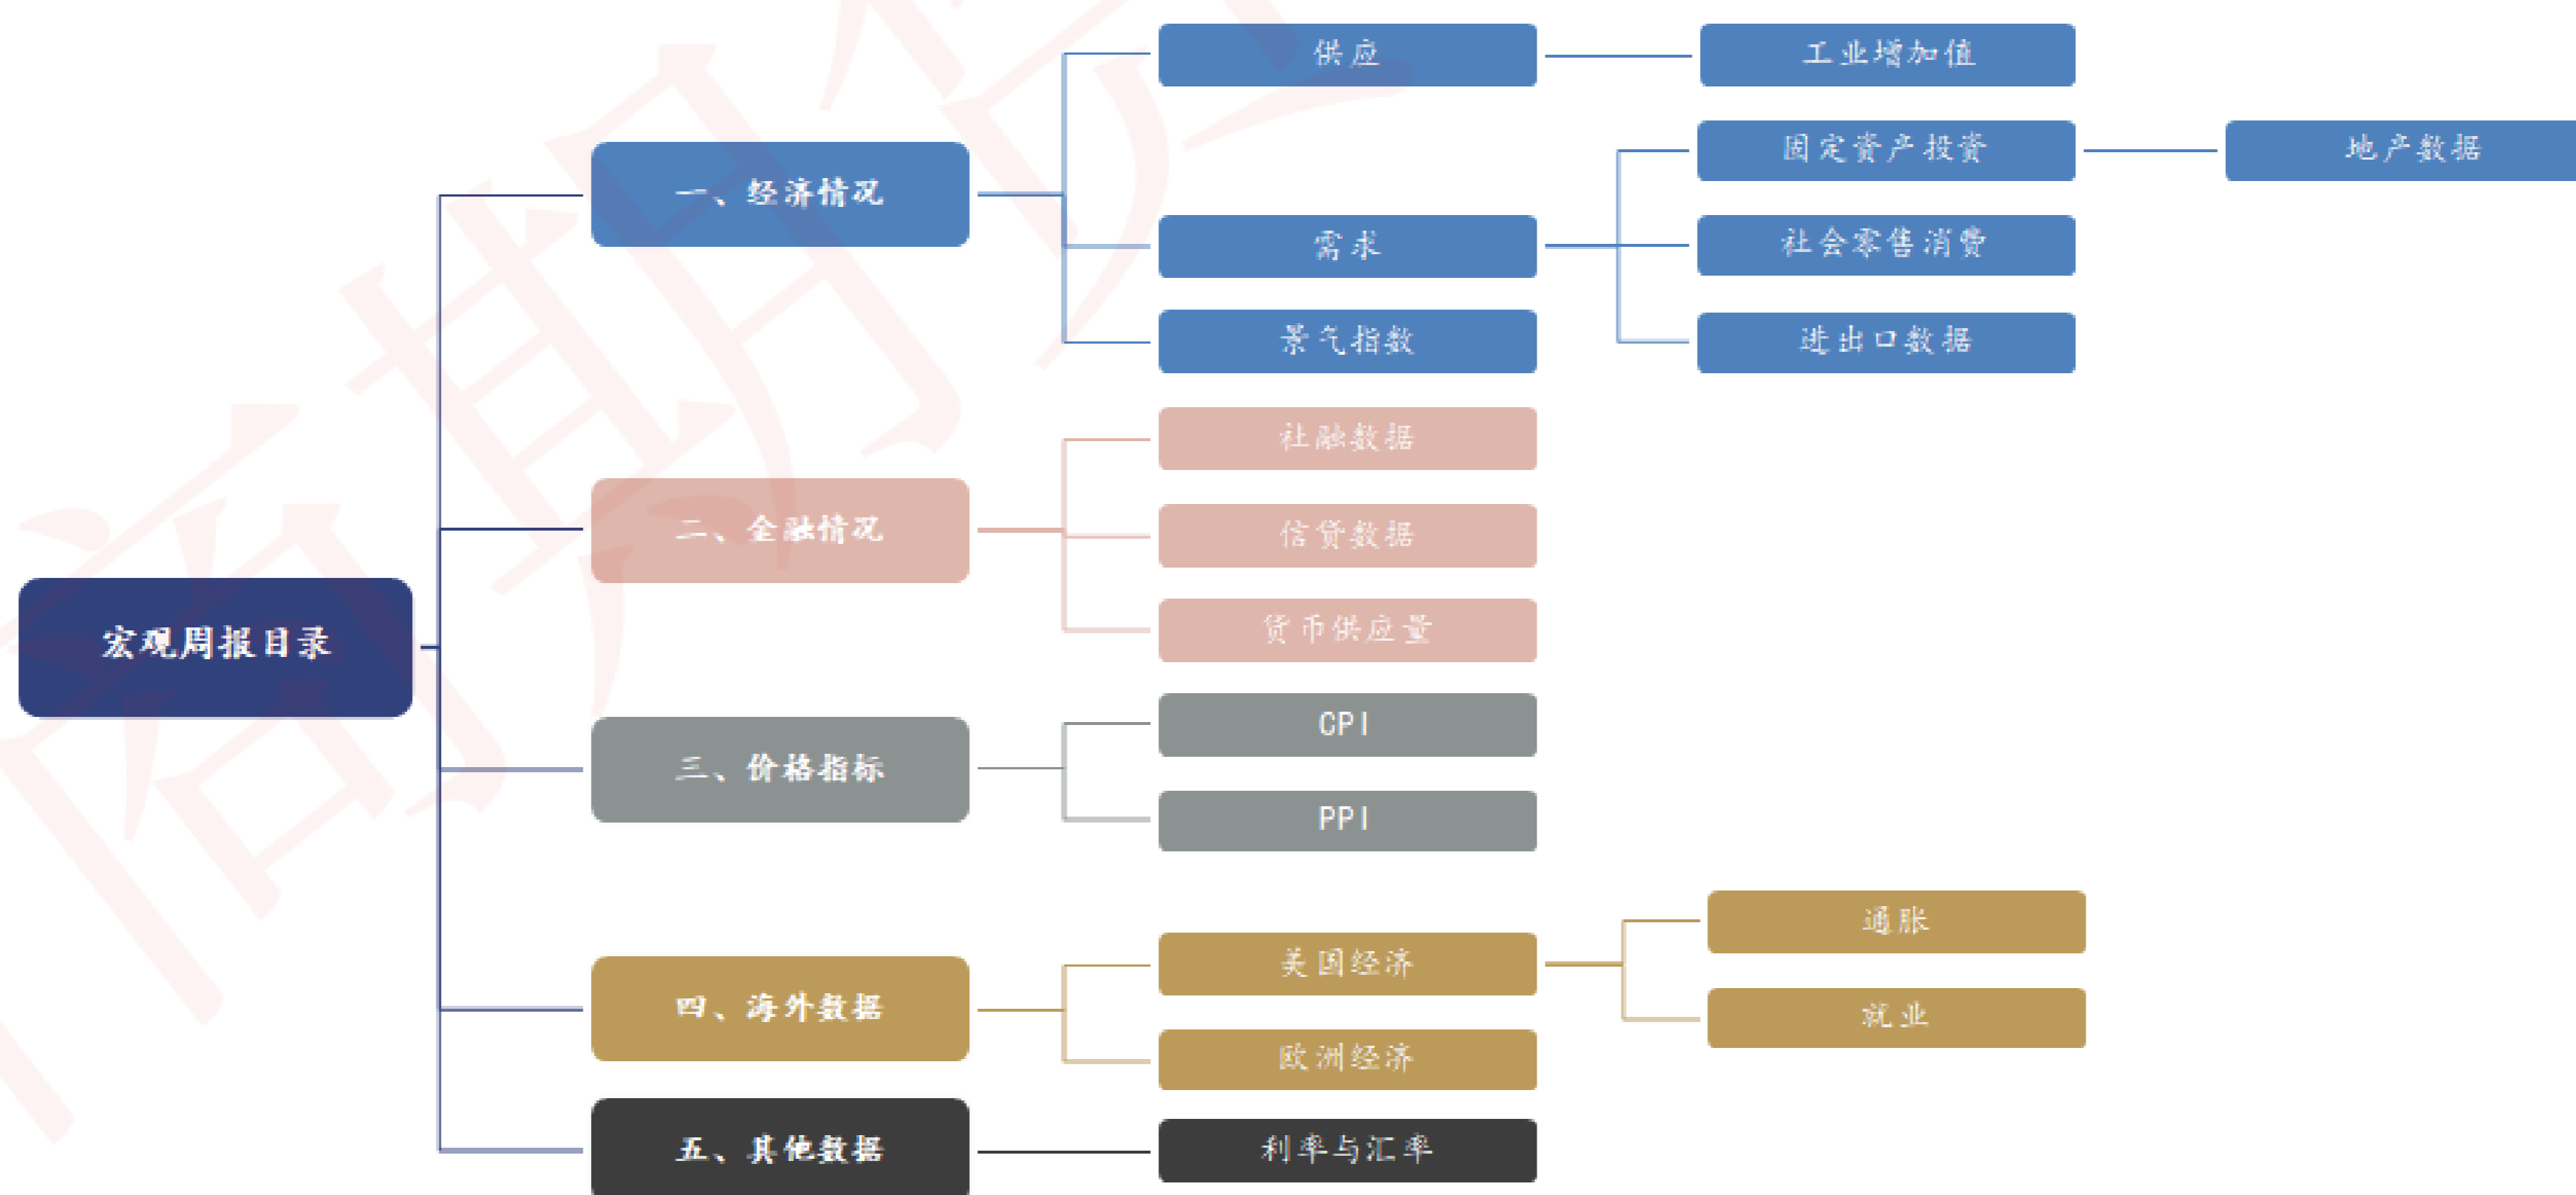 宏观周报目录
一、经济情况
供应
工业增加值
需求
固定资产投资
地产数据
社会零售消费
进出口数据
景气指数
二、金融情况
社融数据
信贷数据
货币供应量
三、价格指标
CPI
PPI
四、海外数据
美国经济
通胀
就业
欧洲经济
五、其他数据
利率与汇率